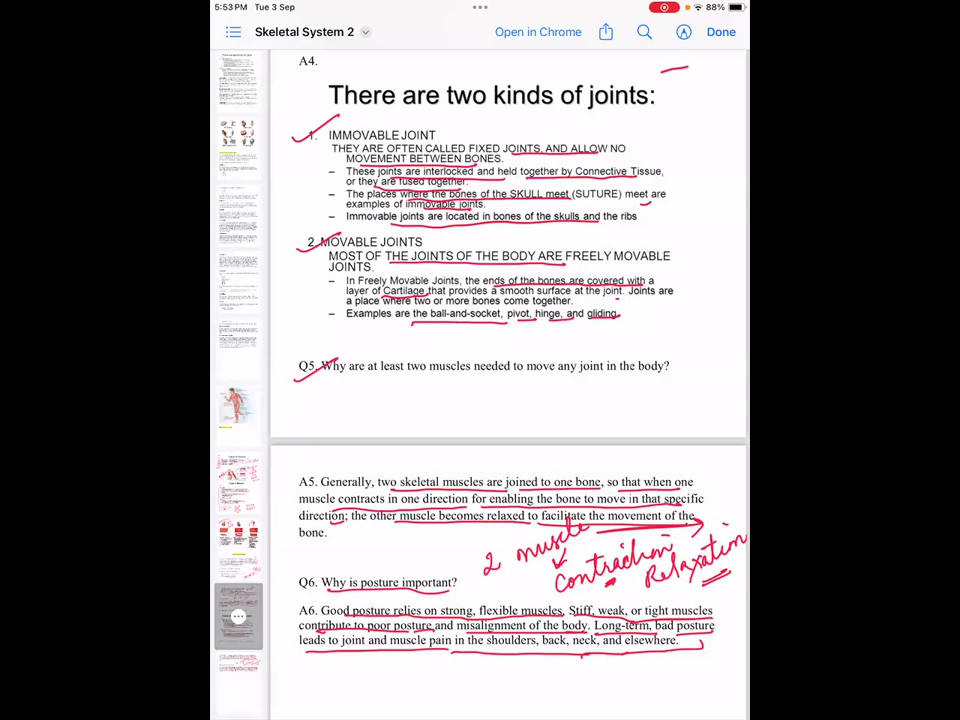 5:53 PM Tue 3 Sep
88%
Skeletal System 2
Open in Chrome
Done
A4.
There are two kinds of joints:
1. IMMOVABLE JOINT
THEY ARE OFTEN CALLED FIXED JOINTS, AND ALLOW NO
MOVEMENT BETWEEN BONES.
– These joints are interlocked and held together by Connective Tissue,
or they are fused together.
– The places where the bones of the SKULL meet (SUTURE) meet are
examples of immovable joints.
– Immovable joints are located in bones of the skulls and the ribs
2. MOVABLE JOINTS
MOST OF THE JOINTS OF THE BODY ARE FREELY MOVABLE
JOINTS.
– In Freely Movable Joints, the ends of the bones are covered with a
layer of Cartilage that provides a smooth surface at the joint. Joints are
a place where two or more bones come together.
– Examples are the ball-and-socket, pivot, hinge, and gliding.
Q5. Why are at least two muscles needed to move any joint in the body?
A5. Generally, two skeletal muscles are joined to one bone, so that when one
muscle contracts in one direction for enabling the bone to move in that specific
direction; the other muscle becomes relaxed to facilitate the movement of the
bone.
2 muscle
Contraction
Relaxation
Q6. Why is posture important?
A6. Good posture relies on strong, flexible muscles. Stiff, weak, or tight muscles
contribute to poor posture and misalignment of the body. Long-term, bad posture
leads to joint and muscle pain in the shoulders, back, neck, and elsewhere.